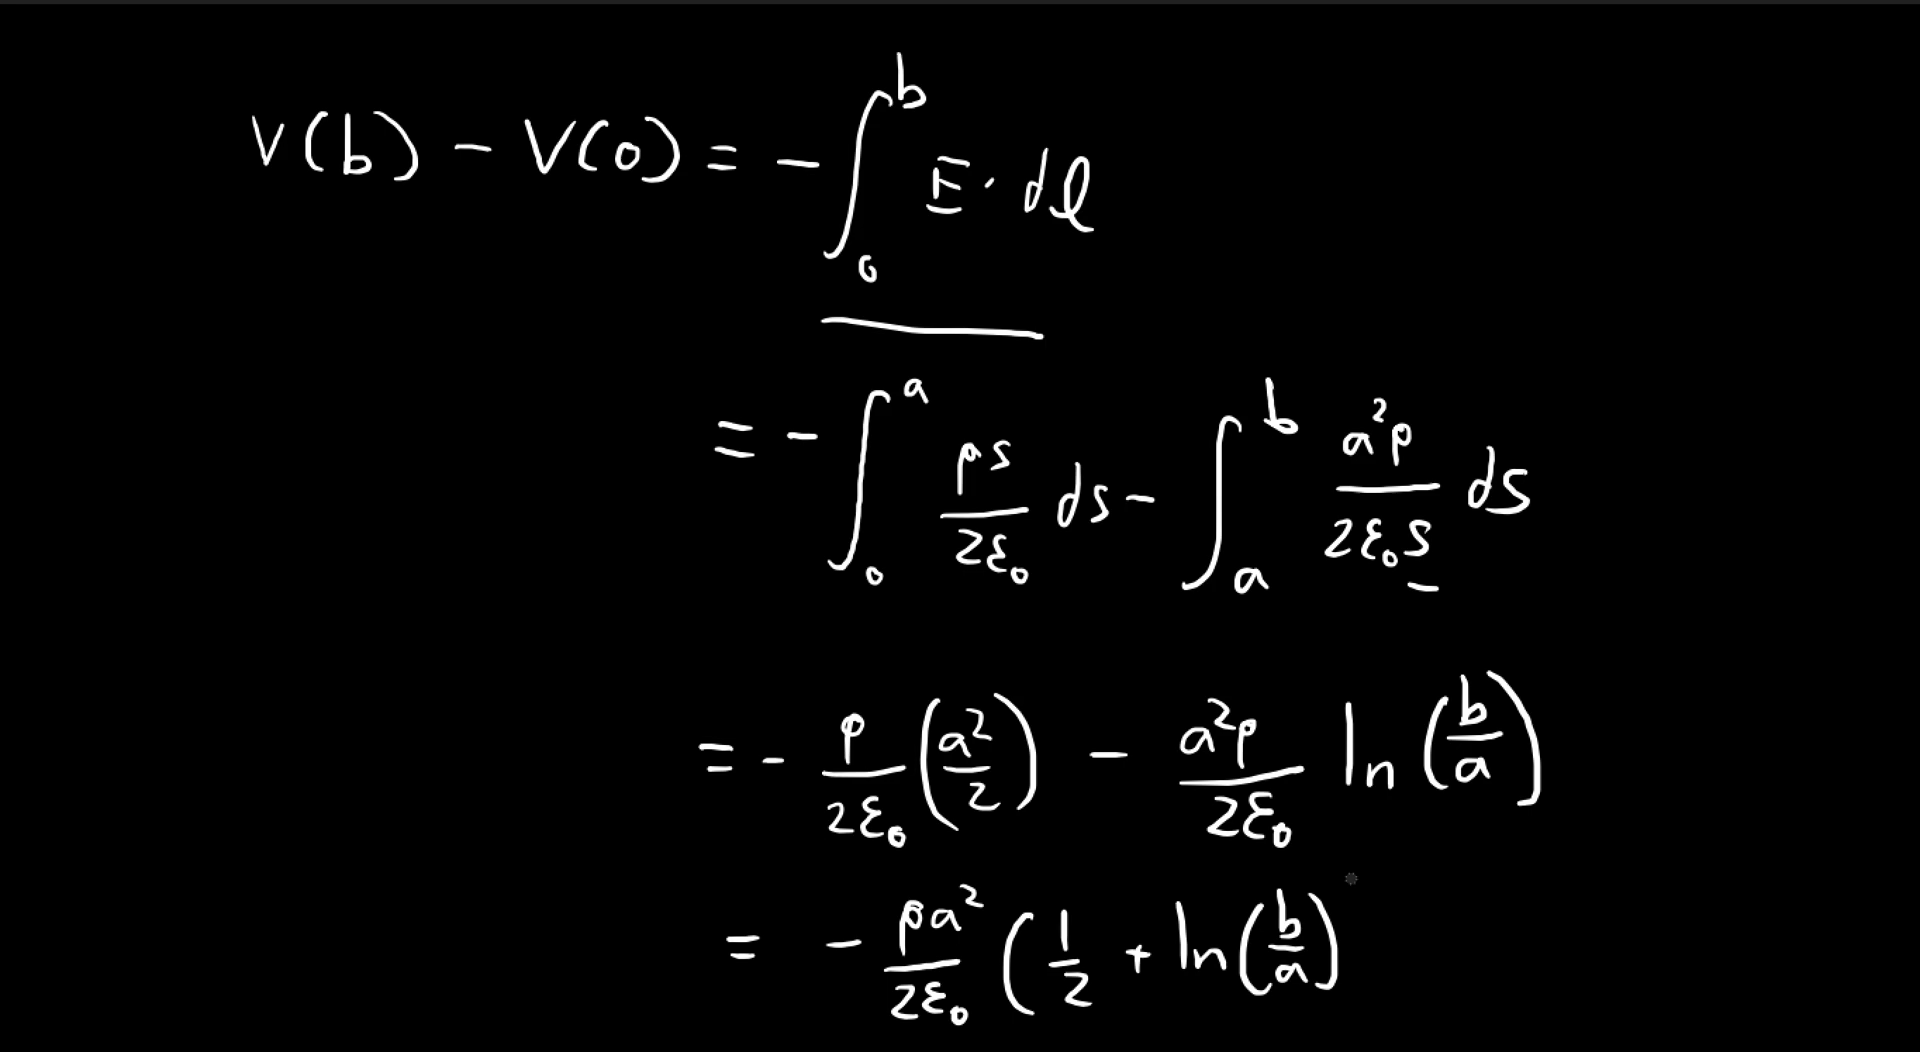 V(b) - V(0) = - ∫₀ᵇ E · dl
= - ∫₀ᵃ ρs/2ε₀ ds - ∫ₐᵇ a²ρ/2ε₀s ds
= - ρ/2ε₀ (a²/2) - a²ρ/2ε₀ ln(b/a)
= - ρa²/2ε₀ (1/2 + ln(b/a)